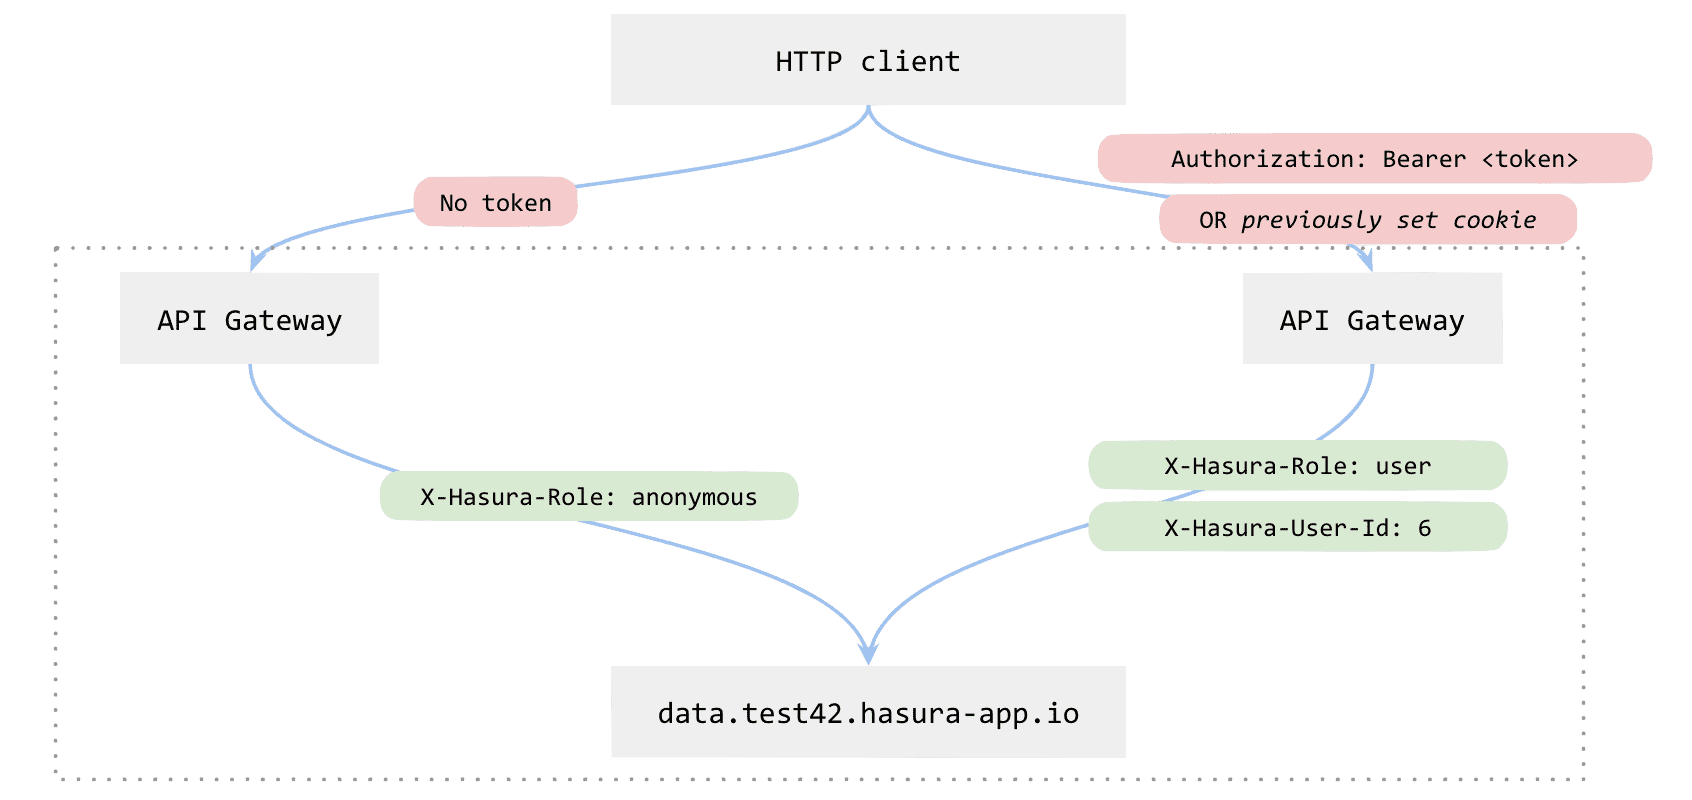 HTTP client
Authorization: Bearer <token>
No token
OR previously set cookie
API Gateway
API Gateway
X-Hasura-Role: user
X-Hasura-Role: anonymous
X-Hasura-User-Id: 6
data.test42.hasura-app.io